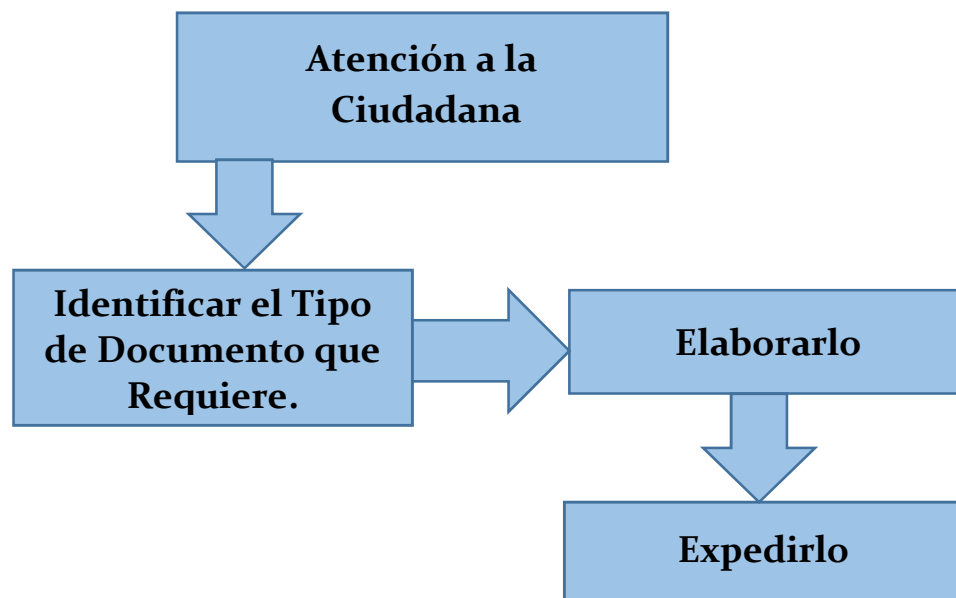 Atención a la
Ciudadana
Identificar el Tipo
de Documento que
Requiere.
Elaborarlo
Expedirlo